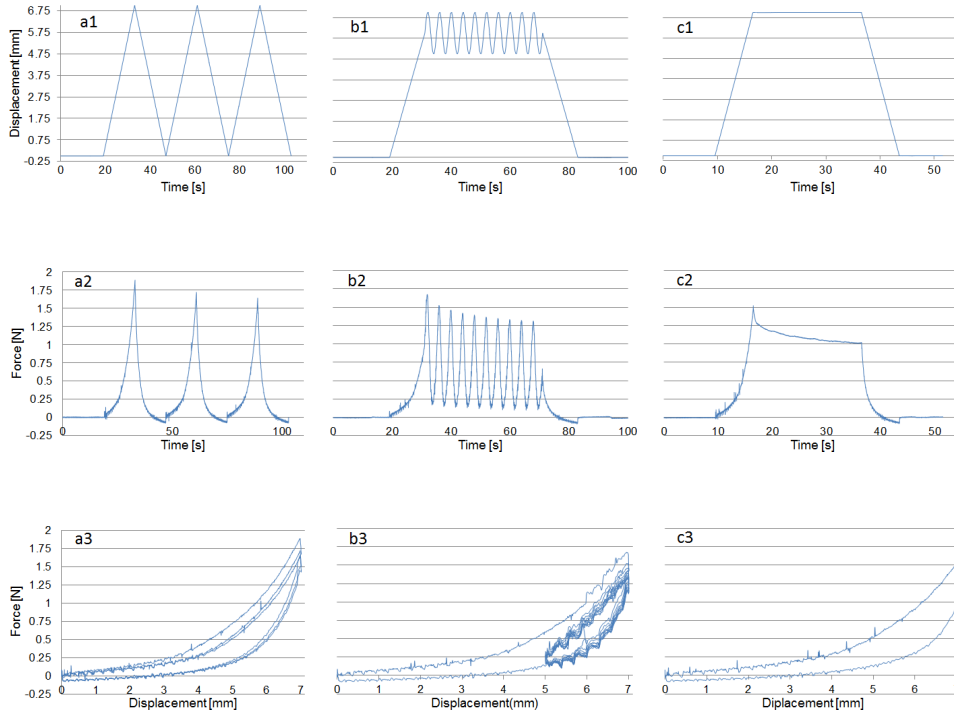 a1
b1
c1
Displacement [mm]
6.75
5.75
4.75
3.75
2.75
1.75
0.75
-0.25
0 20 40 60 80 100
0 20 40 60 80 100
0 10 20 30 40 50
Time [s]
Time [s]
Time [s]
a2
b2
c2
Force [N]
2
1.75
1.5
1.25
1
0.75
0.5
0.25
0
-0.25
0 50 100
0 20 40 60 80 100
0 10 20 30 40 50
Time [s]
Time [s]
Time [s]
a3
b3
c3
Force [N]
2
1.75
1.5
1.25
1
0.75
0.5
0.25
0
-0.25
0 1 2 3 4 5 6 7
0 1 2 3 4 5 6 7
0 1 2 3 4 5 6
Displacement [mm]
Displacement(mm)
Displacement [mm]